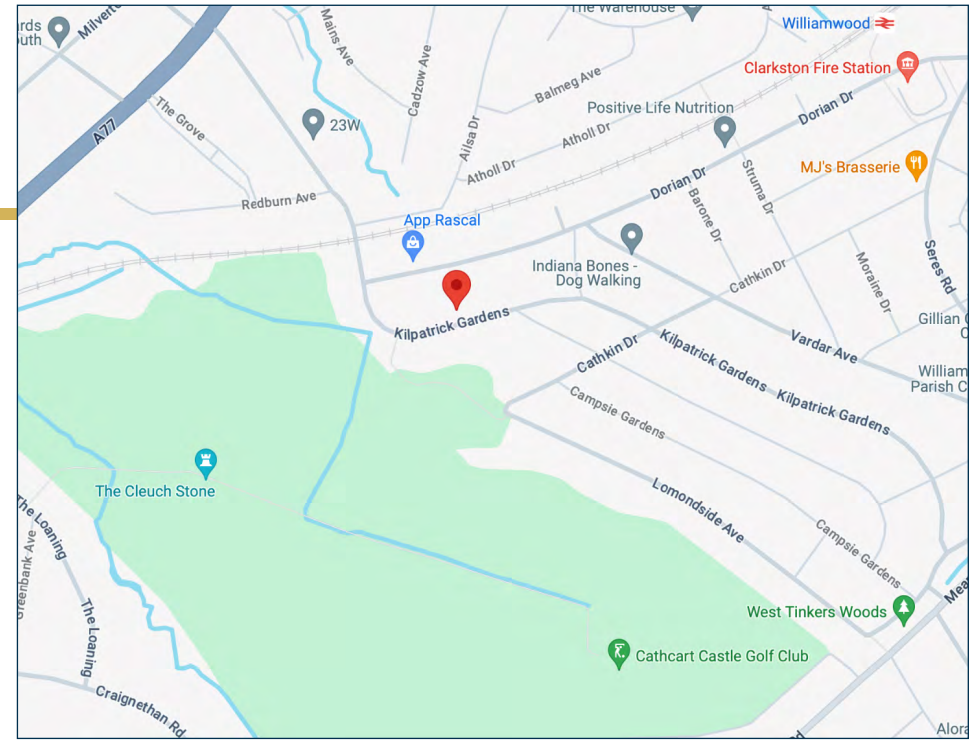 The Warehouse
Williamwood
Mains Ave
Cadzow Ave
Clarkston Fire Station
Balmeg Ave
A77
The Grove
23W
Ailsa Dr
Atholl Dr
Atholl Dr
Positive Life Nutrition
Dorian Dr
MJ's Brasserie
Redburn Ave
Dorian Dr
Barone Dr
Struma Dr
App Rascal
Indiana Bones -
Dog Walking
Cathkin Dr
Moraine Dr
Seres Rd
Kilpatrick Gardens
Gillian
Vardar Ave
Cathkin Dr
Kilpatrick Gardens
Kilpatrick Gardens
William
Parish C
Campsie Gardens
The Cleuch Stone
Lomondside Ave
The Loaning
Greenbank Ave
Campsie Gardens
The Loaning
West Tinkers Woods
Cathcart Castle Golf Club
Craignethan Rd